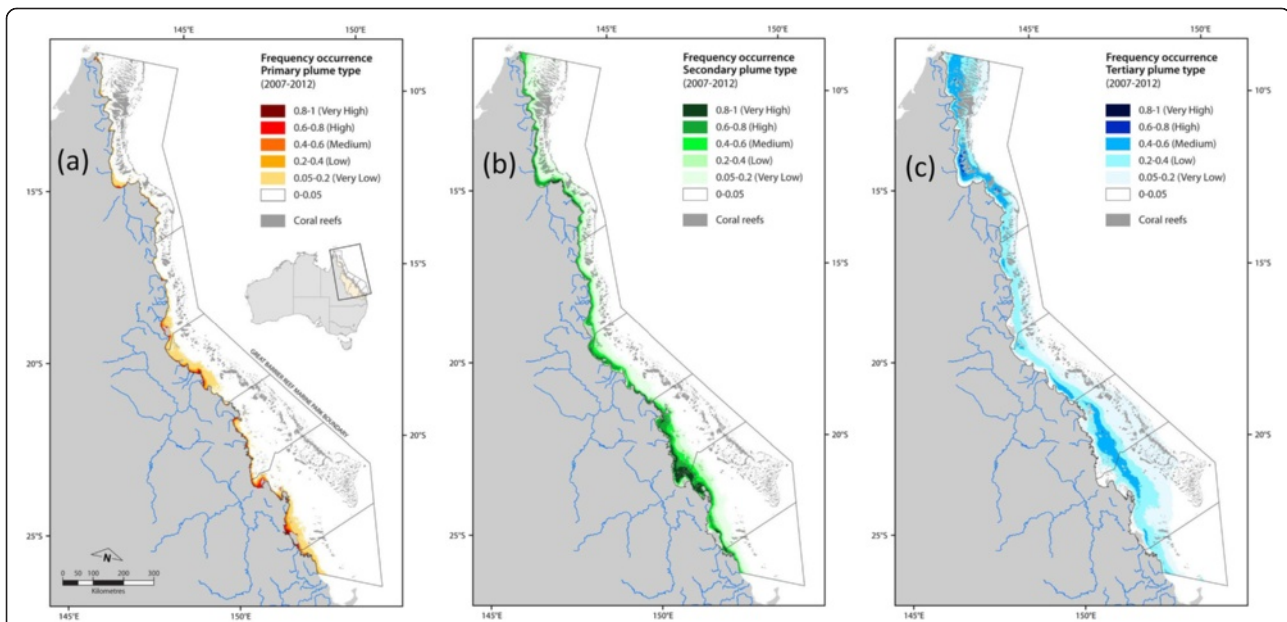 145°E
150°E
Frequency occurrence
Primary plume type
(2007-2012)
0.8-1 (Very High)
0.6-0.8 (High)
0.4-0.6 (Medium)
0.2-0.4 (Low)
0.05-0.2 (Very Low)
0-0.05
Coral reefs
(a)
10°S
15°S
15°S
20°S
20°S
25°S
GREAT BARRIER REEF MARINE PARK BOUNDARY
N
0 50 100 200 300
Kilometres
145°E
150°E
145°E
150°E
Frequency occurrence
Secondary plume type
(2007-2012)
0.8-1 (Very High)
0.6-0.8 (High)
0.4-0.6 (Medium)
0.2-0.4 (Low)
0.05-0.2 (Very Low)
0-0.05
Coral reefs
(b)
10°S
15°S
15°S
20°S
20°S
25°S
145°E
150°E
145°E
150°E
Frequency occurrence
Tertiary plume type
(2007-2012)
0.8-1 (Very High)
0.6-0.8 (High)
0.4-0.6 (Medium)
0.2-0.4 (Low)
0.05-0.2 (Very Low)
0-0.05
Coral reefs
(c)
10°S
15°S
15°S
20°S
20°S
25°S
145°E
150°E